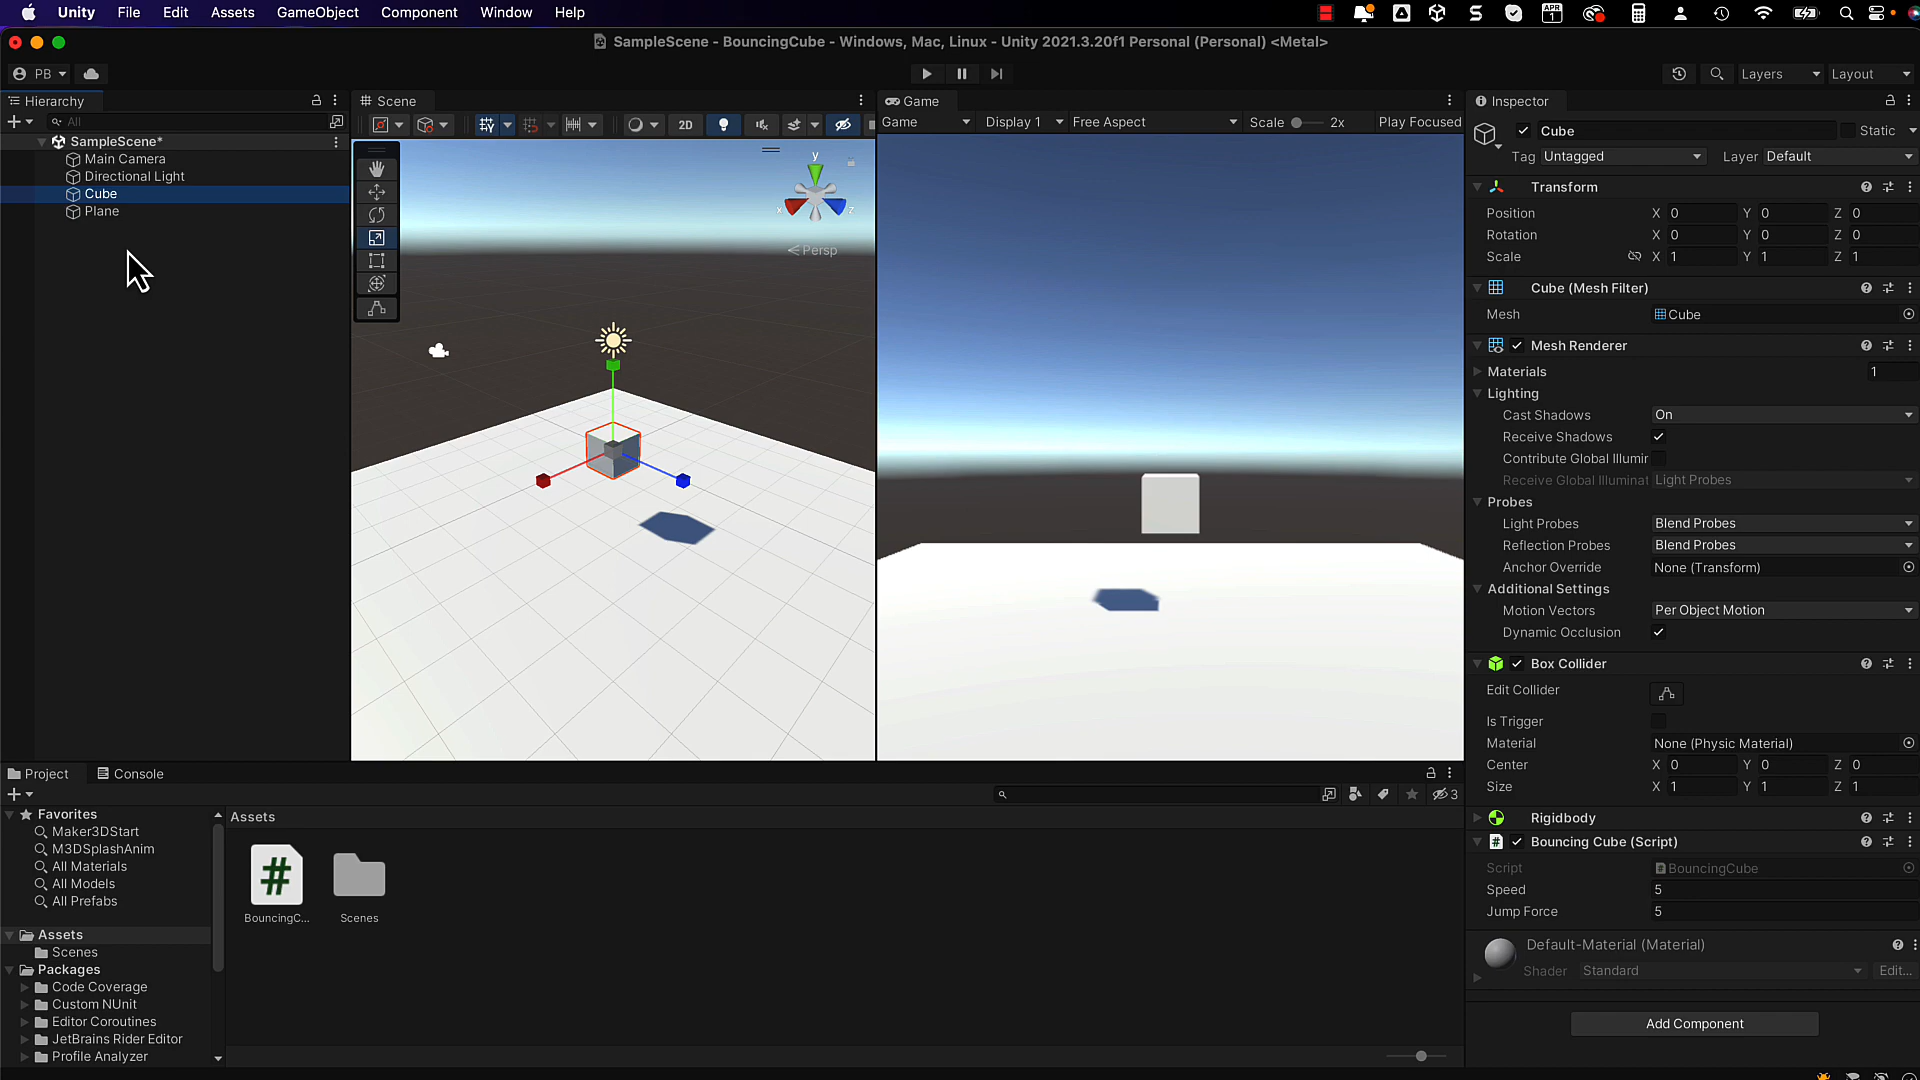 Unity File Edit Assets GameObject Component Window Help
APR 1
SampleScene - BouncingCube - Windows, Mac, Linux - Unity 2021.3.20f1 Personal (Personal) <Metal>
PB
Layers Layout
Hierarchy
All
SampleScene*
Main Camera
Directional Light
Cube
Plane
Scene
2D
y
x z
Persp
Game
Game Display 1 Free Aspect Scale 2x Play Focused
Inspector
Cube Static
Tag Untagged Layer Default
Transform
Position X 0 Y 0 Z 0
Rotation X 0 Y 0 Z 0
Scale X 1 Y 1 Z 1
Cube (Mesh Filter)
Mesh Cube
Mesh Renderer
Materials 1
Lighting
Cast Shadows On
Receive Shadows
Contribute Global Illumir
Receive Global Illuminat Light Probes
Probes
Light Probes Blend Probes
Reflection Probes Blend Probes
Anchor Override None (Transform)
Additional Settings
Motion Vectors Per Object Motion
Dynamic Occlusion
Box Collider
Edit Collider
Is Trigger
Material None (Physic Material)
Center X 0 Y 0 Z 0
Size X 1 Y 1 Z 1
Rigidbody
Bouncing Cube (Script)
Script BouncingCube
Speed 5
Jump Force 5
Default-Material (Material)
Shader Standard Edit...
Add Component
Project Console
3
Favorites
Maker3DStart
M3DSplashAnim
All Materials
All Models
All Prefabs
Assets
Scenes
Packages
Code Coverage
Custom NUnit
Editor Coroutines
JetBrains Rider Editor
Profile Analyzer
Assets
#
BouncingC... Scenes